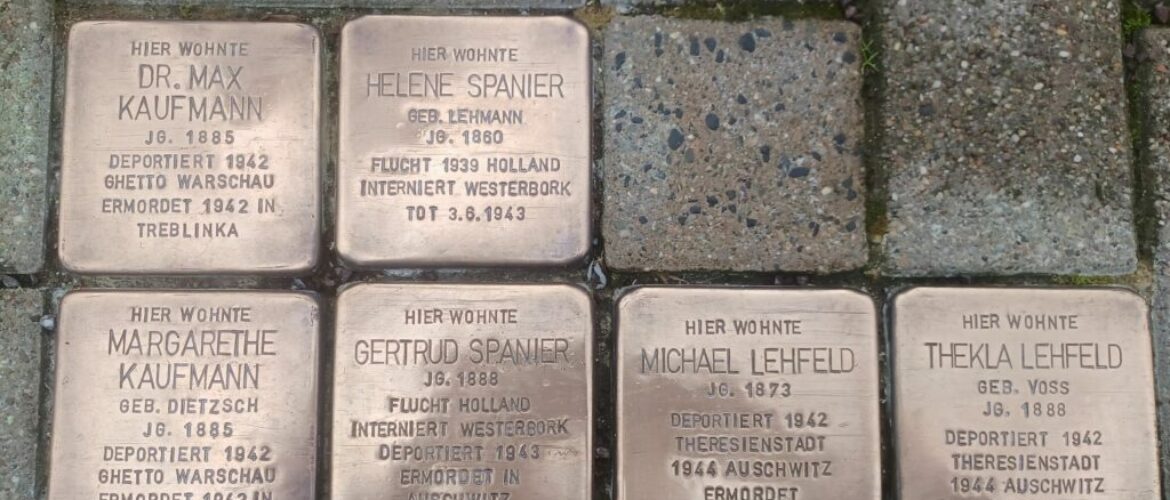 HIER WOHNTE
DR. MAX
KAUFMANN
JG. 1885
DEPORTIERT 1942
GHETTO WARSCHAU
ERMORDET 1942 IN
TREBLINKA
HIER WOHNTE
HELENE SPANIER
GEB. LEHMANN
JG. 1860
FLUCHT 1939 HOLLAND
INTERNIERT WESTERBORK
TOT 3.6.1943
HIER WOHNTE
MARGARETHE
KAUFMANN
GEB. DIETZSCH
JG. 1885
DEPORTIERT 1942
GHETTO WARSCHAU
ERMORDET 1942 IN
HIER WOHNTE
GERTRUD SPANIER
JG. 1888
FLUCHT HOLLAND
INTERNIERT WESTERBORK
DEPORTIERT 1943
ERMORDET IN
AUSCHWITZ
HIER WOHNTE
MICHAEL LEHFELD
JG. 1873
DEPORTIERT 1942
THERESIENSTADT
1944 AUSCHWITZ
ERMORDET
HIER WOHNTE
THEKLA LEHFELD
GEB. VOSS
JG. 1888
DEPORTIERT 1942
THERESIENSTADT
1944 AUSCHWITZ